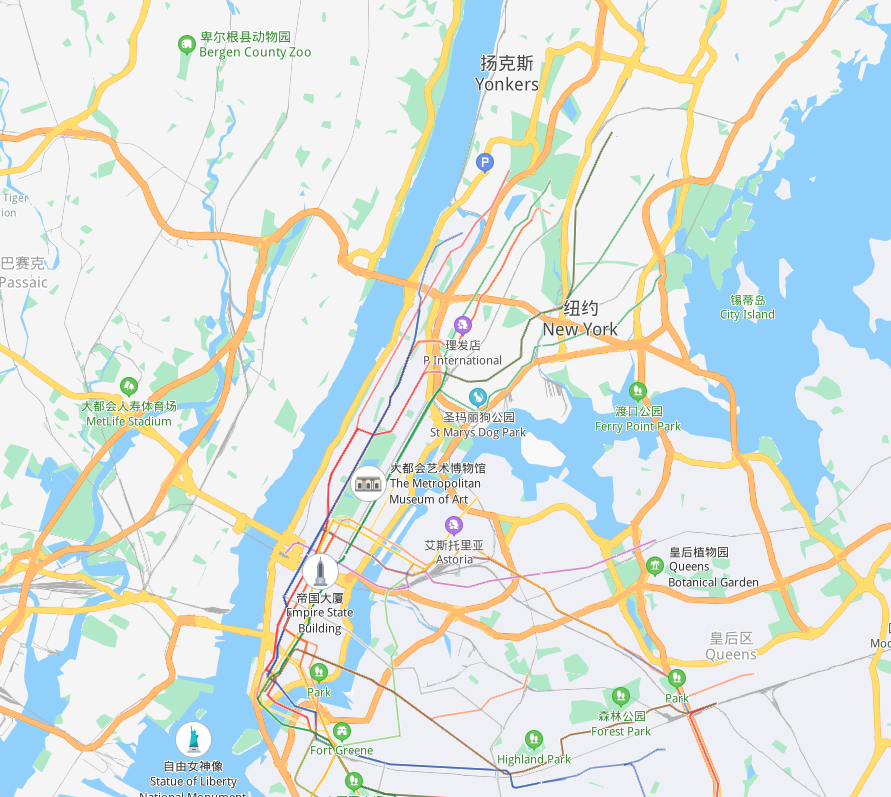 卑尔根县动物园
Bergen County Zoo
扬克斯
Yonkers
P
Tiger
巴赛克
Passaic
锡蒂岛
City Island
纽约
New York
理发店
P International
大都会人寿体育场
MetLife Stadium
圣玛丽狗公园
St Marys Dog Park
渡口公园
Ferry Point Park
大都会艺术博物馆
The Metropolitan
Museum of Art
艾斯托里亚
Astoria
皇后植物园
Queens
Botanical Garden
帝国大厦
Empire State
Building
皇后区
Queens
Park
Park
森林公园
Forest Park
Fort Greene
Highland Park
自由女神像
Statue of Liberty
National Monument